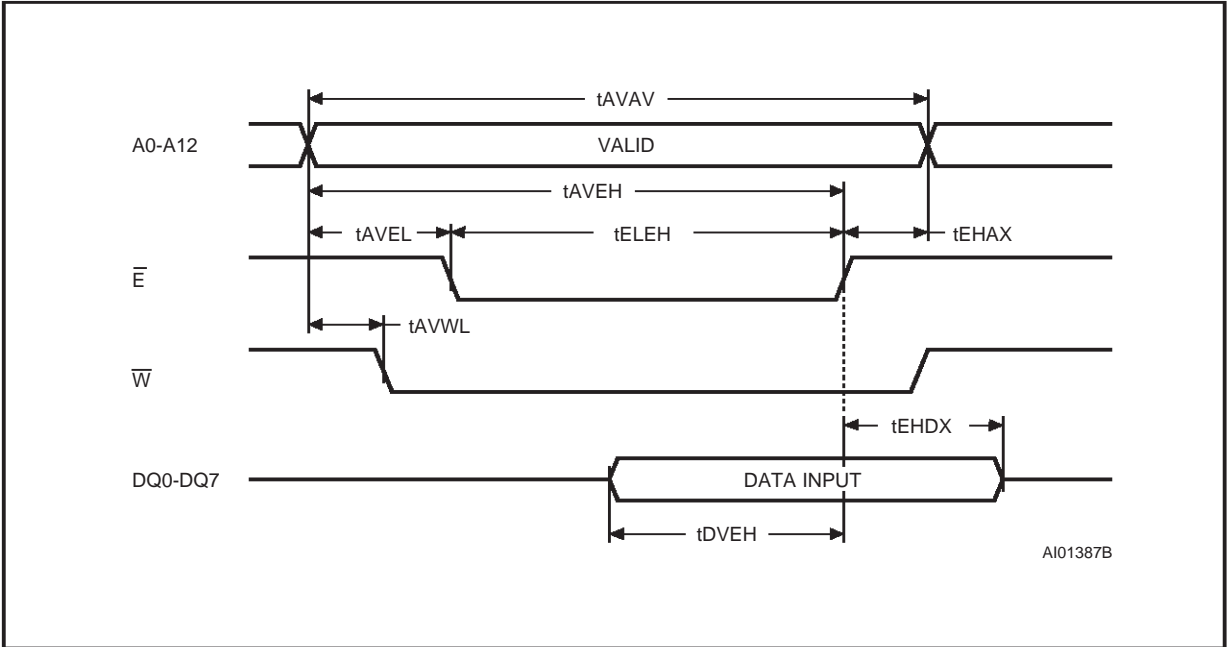 tAVAV
A0-A12 VALID
tAVEH
tAVEL tELEH tEHAX
E̅
tAVWL
W̅
tEHDX
DQ0-DQ7 DATA INPUT
tDVEH
AI01387B